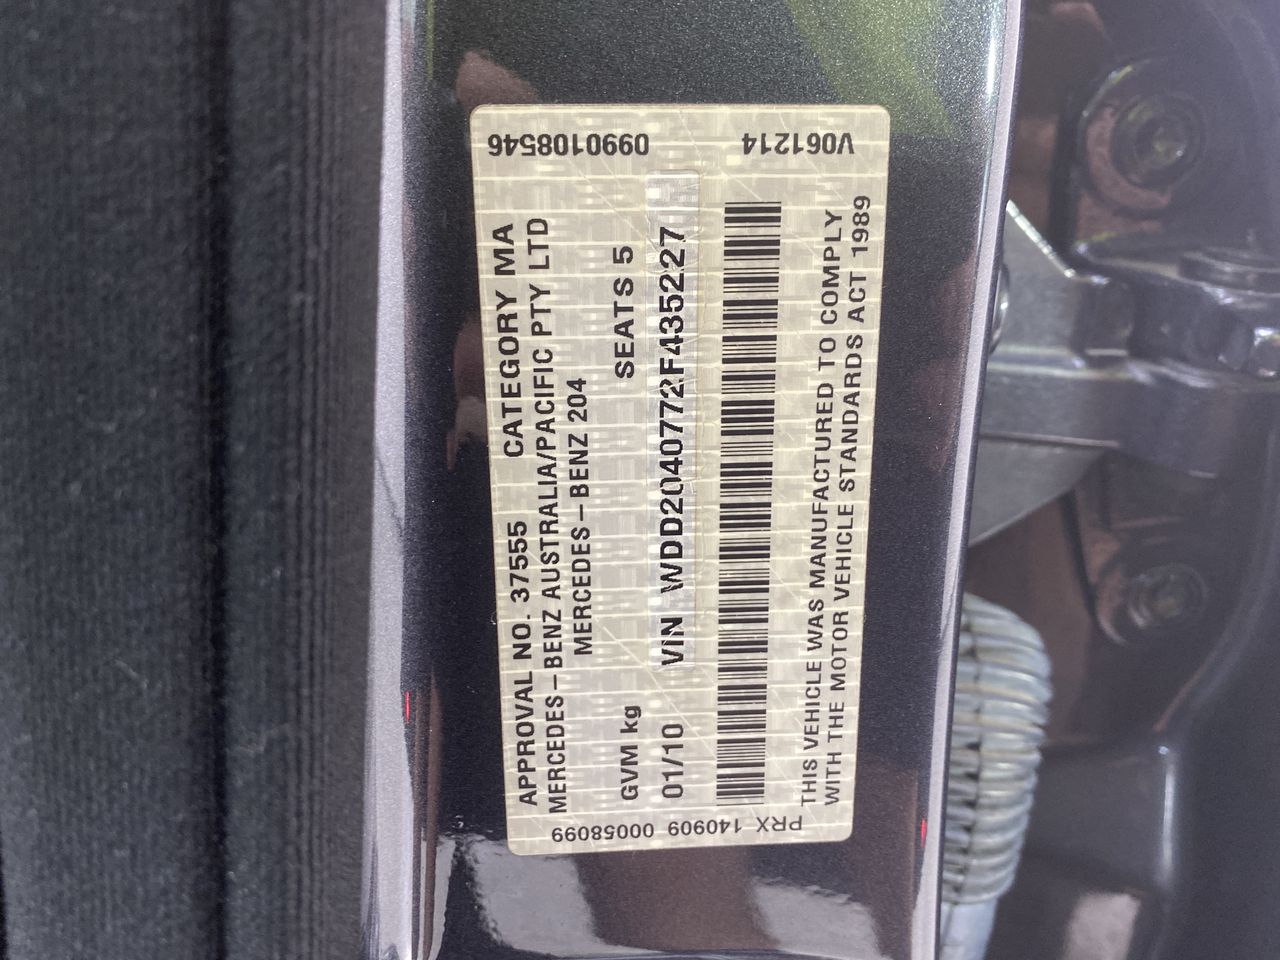 APPROVAL NO. 37555 CATEGORY MA
MERCEDES-BENZ AUSTRALIA/PACIFIC PTY LTD
MERCEDES-BENZ 204
GVM kg SEATS 5
01/10 VIN WDD2040772F435227
THIS VEHICLE WAS MANUFACTURED TO COMPLY
WITH THE MOTOR VEHICLE STANDARDS ACT 1989
0990108546
V061214
PRX 140909 00058099